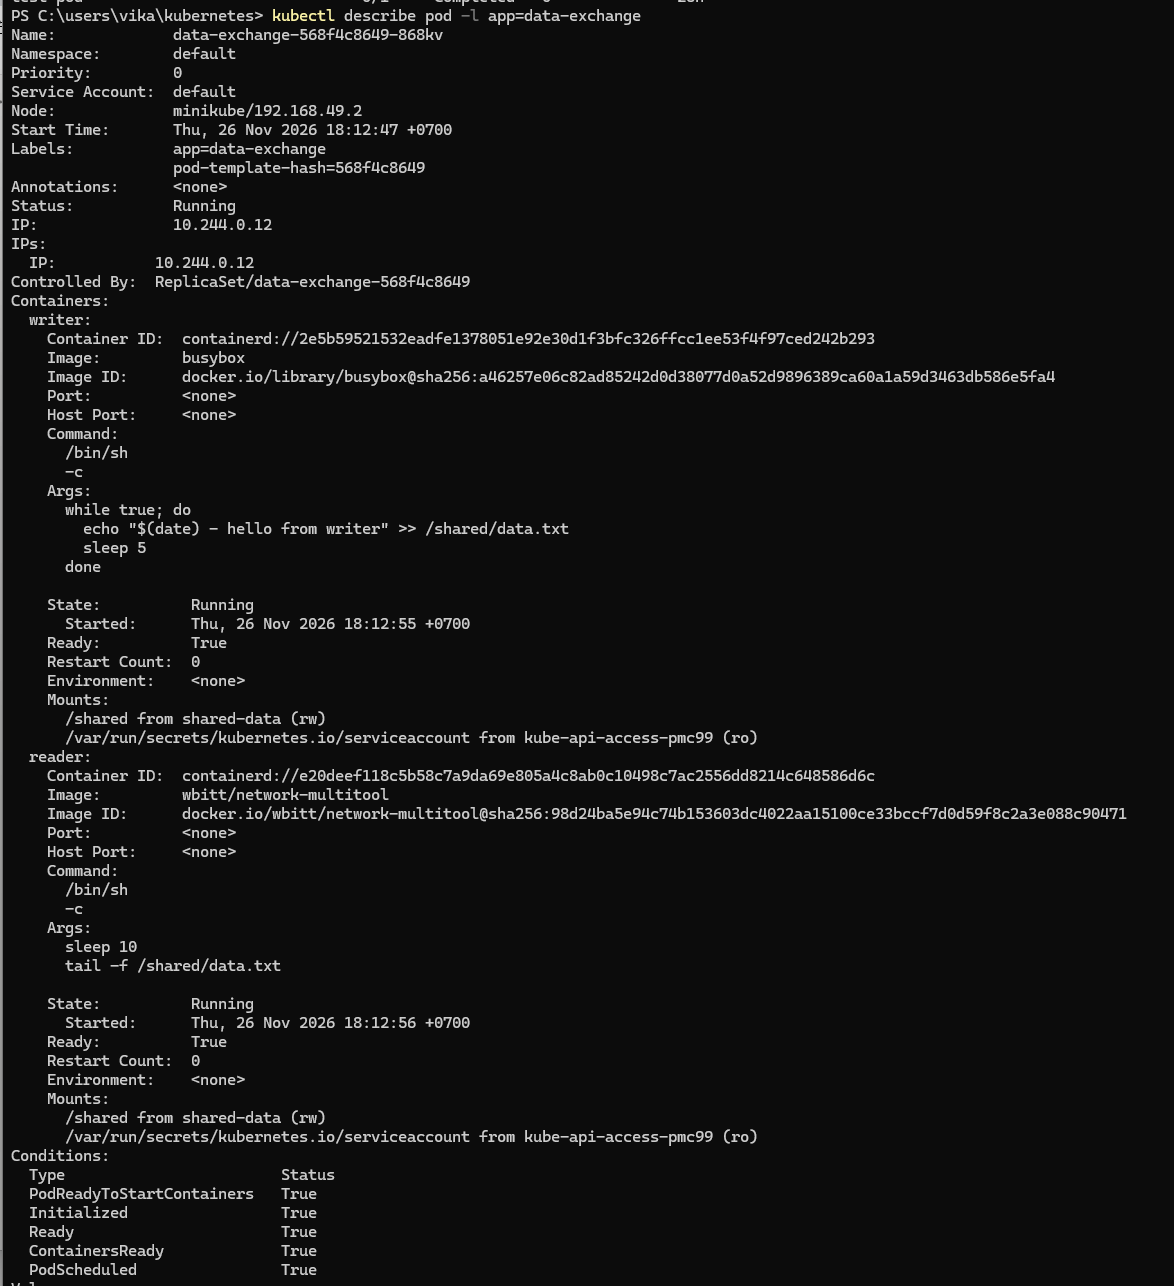 PS C:\users\vika\kubernetes> kubectl describe pod -l app=data-exchange
Name:             data-exchange-568f4c8649-868kv
Namespace:        default
Priority:         0
Service Account:  default
Node:             minikube/192.168.49.2
Start Time:       Thu, 26 Nov 2026 18:12:47 +0700
Labels:           app=data-exchange
                  pod-template-hash=568f4c8649
Annotations:      <none>
Status:           Running
IP:               10.244.0.12
IPs:
  IP:           10.244.0.12
Controlled By:  ReplicaSet/data-exchange-568f4c8649
Containers:
  writer:
    Container ID:  containerd://2e5b59521532eadfe1378051e92e30d1f3bfc326ffcc1ee53f4f97ced242b293
    Image:         busybox
    Image ID:      docker.io/library/busybox@sha256:a46257e06c82ad85242d0d38077d0a52d9896389ca60a1a59d3463db586e5fa4
    Port:          <none>
    Host Port:     <none>
    Command:
      /bin/sh
      -c
    Args:
      while true; do
        echo "$(date) - hello from writer" >> /shared/data.txt
        sleep 5
      done
    State:          Running
      Started:      Thu, 26 Nov 2026 18:12:55 +0700
    Ready:          True
    Restart Count:  0
    Environment:    <none>
    Mounts:
      /shared from shared-data (rw)
      /var/run/secrets/kubernetes.io/serviceaccount from kube-api-access-pmc99 (ro)
  reader:
    Container ID:  containerd://e20deef118c5b58c7a9da69e805a4c8ab0c10498c7ac2556dd8214c648586d6c
    Image:         wbitt/network-multitool
    Image ID:      docker.io/wbitt/network-multitool@sha256:98d24ba5e94c74b153603dc4022aa15100ce33bccf7d0d59f8c2a3e088c90471
    Port:          <none>
    Host Port:     <none>
    Command:
      /bin/sh
      -c
    Args:
      sleep 10
      tail -f /shared/data.txt
    State:          Running
      Started:      Thu, 26 Nov 2026 18:12:56 +0700
    Ready:          True
    Restart Count:  0
    Environment:    <none>
    Mounts:
      /shared from shared-data (rw)
      /var/run/secrets/kubernetes.io/serviceaccount from kube-api-access-pmc99 (ro)
Conditions:
  Type                        Status
  PodReadyToStartContainers   True
  Initialized                 True
  Ready                       True
  ContainersReady             True
  PodScheduled                True